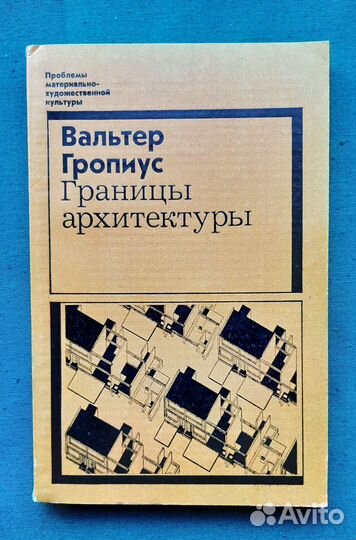 Проблемы
материально-
художественной
культуры
Вальтер
Гропиус
Границы
архитектуры
Avito